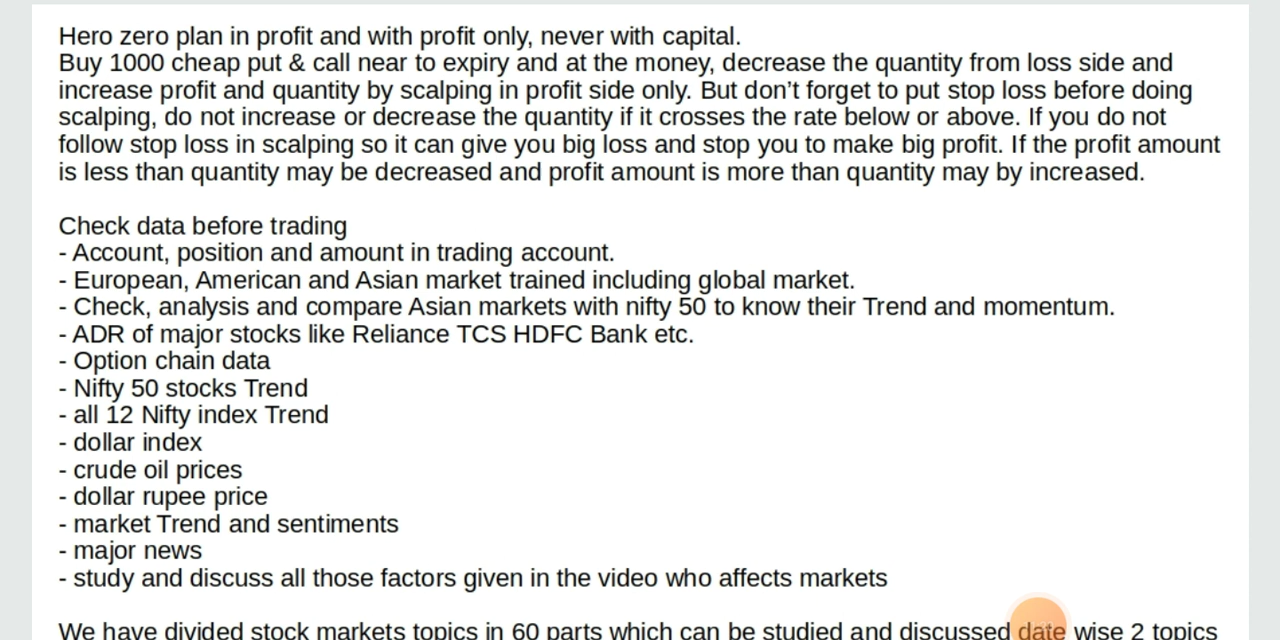 Hero zero plan in profit and with profit only, never with capital.
Buy 1000 cheap put & call near to expiry and at the money, decrease the quantity from loss side and
increase profit and quantity by scalping in profit side only. But don’t forget to put stop loss before doing
scalping, do not increase or decrease the quantity if it crosses the rate below or above. If you do not
follow stop loss in scalping so it can give you big loss and stop you to make big profit. If the profit amount
is less than quantity may be decreased and profit amount is more than quantity may by increased.

Check data before trading
- Account, position and amount in trading account.
- European, American and Asian market trained including global market.
- Check, analysis and compare Asian markets with nifty 50 to know their Trend and momentum.
- ADR of major stocks like Reliance TCS HDFC Bank etc.
- Option chain data
- Nifty 50 stocks Trend
- all 12 Nifty index Trend
- dollar index
- crude oil prices
- dollar rupee price
- market Trend and sentiments
- major news
- study and discuss all those factors given in the video who affects markets

We have divided stock markets topics in 60 parts which can be studied and discussed date wise 2 topics